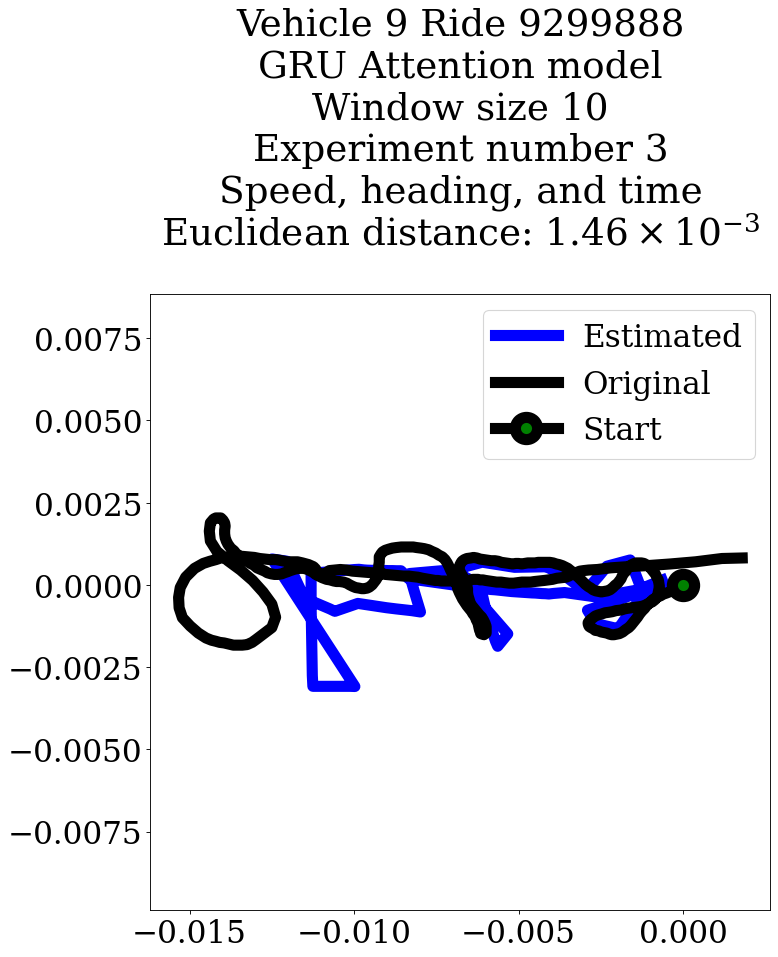 Vehicle 9 Ride 9299888
GRU Attention model
Window size 10
Experiment number 3
Speed, heading, and time
Euclidean distance: 1.46 × 10⁻³
Estimated
Original
Start
0.0075
0.0050
0.0025
0.0000
−0.0025
−0.0050
−0.0075
−0.015 −0.010 −0.005 0.000